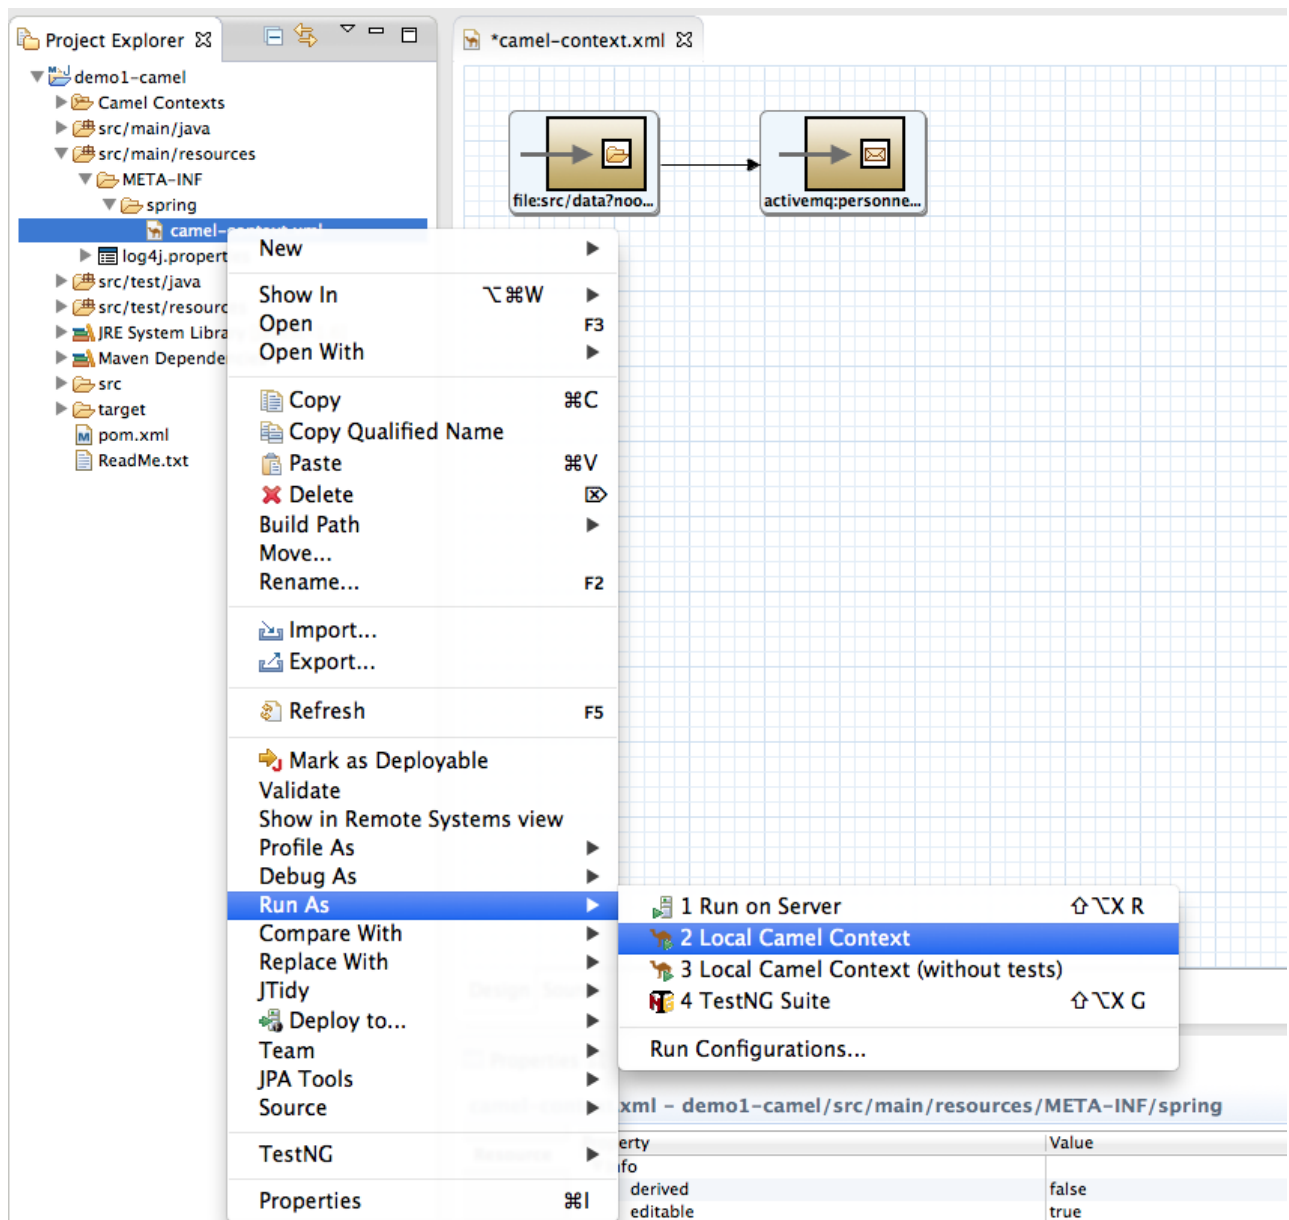 Project Explorer
*camel-context.xml
demo1-camel
Camel Contexts
src/main/java
src/main/resources
META-INF
spring
camel-context.xml
log4j.propert
src/test/java
src/test/resourc
JRE System Libra
Maven Depende
src
target
pom.xml
ReadMe.txt
file:src/data?noo...
activemq:personne...
New
Show In ⌥⌘W
Open F3
Open With
Copy ⌘C
Copy Qualified Name
Paste ⌘V
Delete ⌦
Build Path
Move...
Rename... F2
Import...
Export...
Refresh F5
Mark as Deployable
Validate
Show in Remote Systems view
Profile As
Debug As
Run As
Compare With
Replace With
JTidy
Deploy to...
Team
JPA Tools
Source
TestNG
Properties ⌘I
1 Run on Server ⇧⌥X R
2 Local Camel Context
3 Local Camel Context (without tests)
4 TestNG Suite ⇧⌥X G
Run Configurations...
Design
Properties
.xml - demo1-camel/src/main/resources/META-INF/spring
Resource
erty Value
fo
derived false
editable true